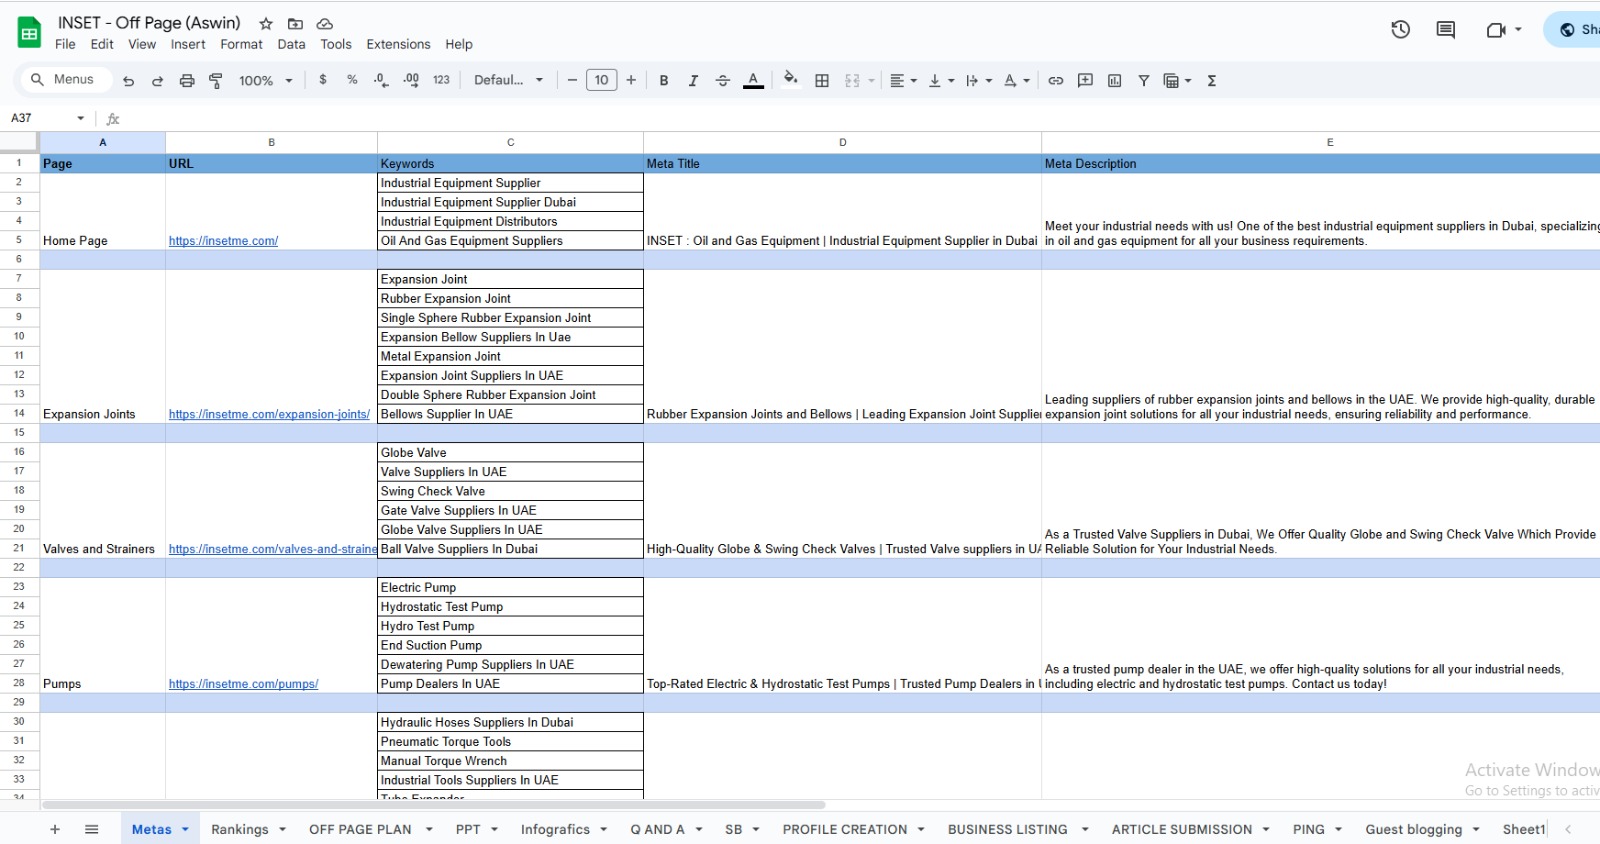 INSET - Off Page (Aswin)
File Edit View Insert Format Data Tools Extensions Help
Menus 100% $ % .0 .00 123 Defaul... 10 B I A
A37 fx
A B C D E
1 Page URL Keywords Meta Title Meta Description
2 Industrial Equipment Supplier
3 Industrial Equipment Supplier Dubai
4 Industrial Equipment Distributors
Meet your industrial needs with us! One of the best industrial equipment suppliers in Dubai, specializing
5 Home Page https://insetme.com/ Oil And Gas Equipment Suppliers INSET : Oil and Gas Equipment | Industrial Equipment Supplier in Dubai in oil and gas equipment for all your business requirements.
6
7 Expansion Joint
8 Rubber Expansion Joint
9 Single Sphere Rubber Expansion Joint
10 Expansion Bellow Suppliers In Uae
11 Metal Expansion Joint
12 Expansion Joint Suppliers In UAE
13 Double Sphere Rubber Expansion Joint
Leading suppliers of rubber expansion joints and bellows in the UAE. We provide high-quality, durable
14 Expansion Joints https://insetme.com/expansion-joints/ Bellows Supplier In UAE Rubber Expansion Joints and Bellows | Leading Expansion Joint Supplie expansion joint solutions for all your industrial needs, ensuring reliability and performance.
15
16 Globe Valve
17 Valve Suppliers In UAE
18 Swing Check Valve
19 Gate Valve Suppliers In UAE
20 Globe Valve Suppliers In UAE
As a Trusted Valve Suppliers in Dubai, We Offer Quality Globe and Swing Check Valve Which Provide
21 Valves and Strainers https://insetme.com/valves-and-straine Ball Valve Suppliers In Dubai High-Quality Globe & Swing Check Valves | Trusted Valve suppliers in UA Reliable Solution for Your Industrial Needs.
22
23 Electric Pump
24 Hydrostatic Test Pump
25 Hydro Test Pump
26 End Suction Pump
27 Dewatering Pump Suppliers In UAE
As a trusted pump dealer in the UAE, we offer high-quality solutions for all your industrial needs,
28 Pumps https://insetme.com/pumps/ Pump Dealers In UAE Top-Rated Electric & Hydrostatic Test Pumps | Trusted Pump Dealers in including electric and hydrostatic test pumps. Contact us today!
29
30 Hydraulic Hoses Suppliers In Dubai
31 Pneumatic Torque Tools
32 Manual Torque Wrench
33 Industrial Tools Suppliers In UAE
34 Tube Expander
Activate Window
Go to Settings to activ
Metas Rankings OFF PAGE PLAN PPT Infografics Q AND A SB PROFILE CREATION BUSINESS LISTING ARTICLE SUBMISSION PING Guest blogging Sheet1